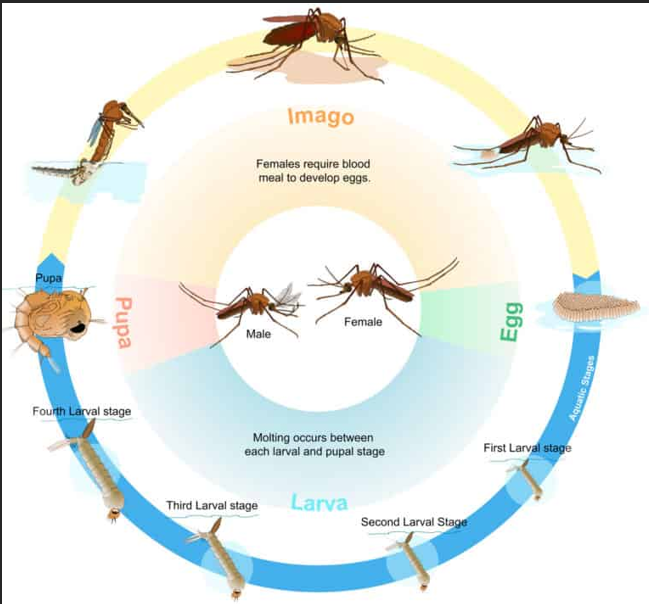 Imago
Females require blood
meal to develop eggs.
Pupa
Pupa
Egg
Male
Female
Aquatic Stages
Fourth Larval stage
Molting occurs between
each larval and pupal stage
First Larval stage
Third Larval stage
Larva
Second Larval Stage